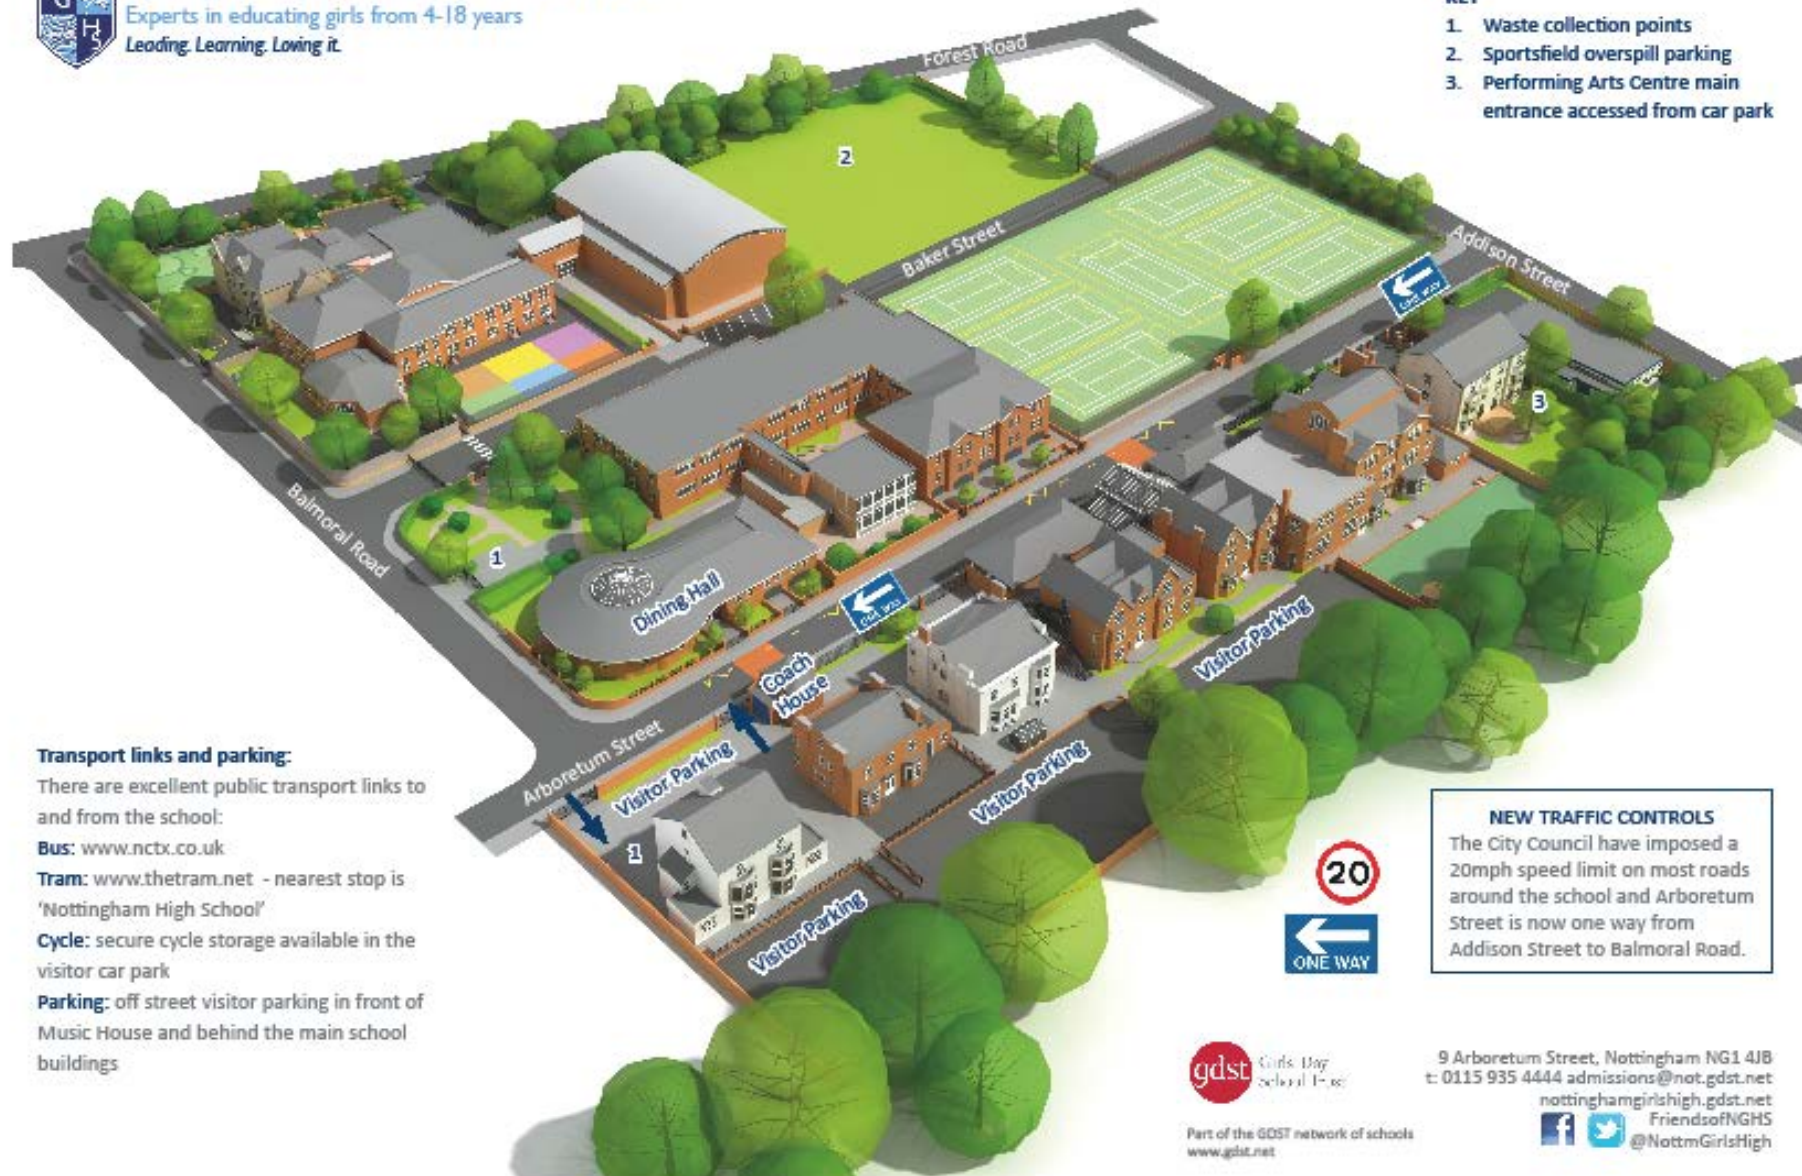 Experts in educating girls from 4-18 years
Leading. Learning. Loving it.
KEY
1. Waste collection points
2. Sportsfield overspill parking
3. Performing Arts Centre main
entrance accessed from car park
Forest Road
2
Baker Street
Addison Street
ONE WAY
3
Balmoral Road
1
Dining Hall
ONE WAY
Coach
House
Visitor Parking
Arboretum Street
Visitor Parking
Visitor Parking
1
Visitor Parking
Transport links and parking:
There are excellent public transport links to
and from the school:
Bus: www.nctx.co.uk
Tram: www.thetram.net - nearest stop is
'Nottingham High School'
Cycle: secure cycle storage available in the
visitor car park
Parking: off street visitor parking in front of
Music House and behind the main school
buildings
20
ONE WAY
NEW TRAFFIC CONTROLS
The City Council have imposed a
20mph speed limit on most roads
around the school and Arboretum
Street is now one way from
Addison Street to Balmoral Road.
gdst
Girls' Day
School Trust
Part of the GDST network of schools
www.gdst.net
9 Arboretum Street, Nottingham NG1 4JB
t: 0115 935 4444 admissions@not.gdst.net
nottinghamgirlshigh.gdst.net
FriendsofNGHS
@NottmGirlsHigh